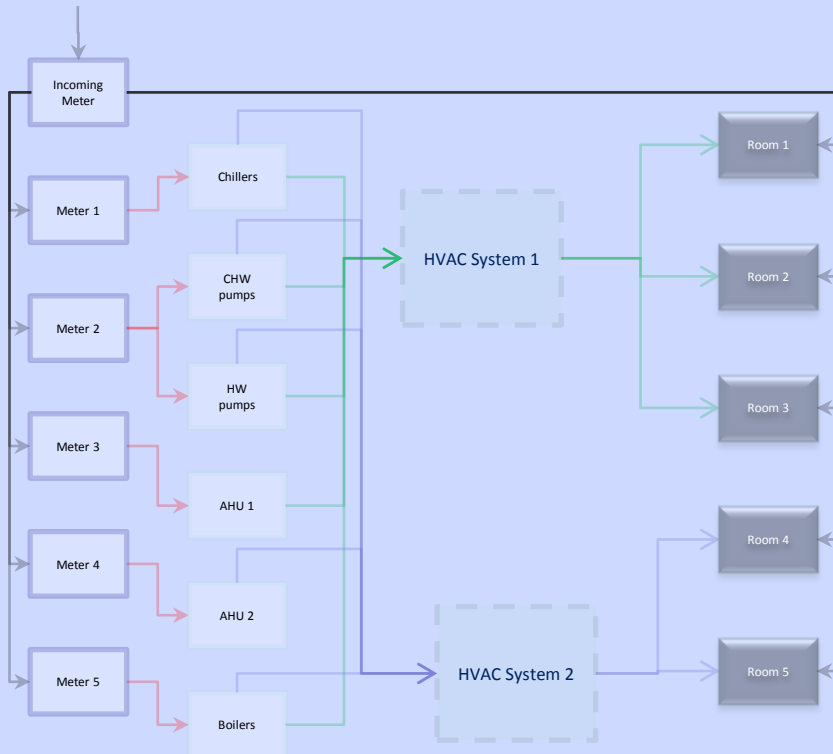 Incoming
Meter
Meter 1
Meter 2
Meter 3
Meter 4
Meter 5
Chillers
CHW
pumps
HW
pumps
AHU 1
AHU 2
Boilers
HVAC System 1
HVAC System 2
Room 1
Room 2
Room 3
Room 4
Room 5